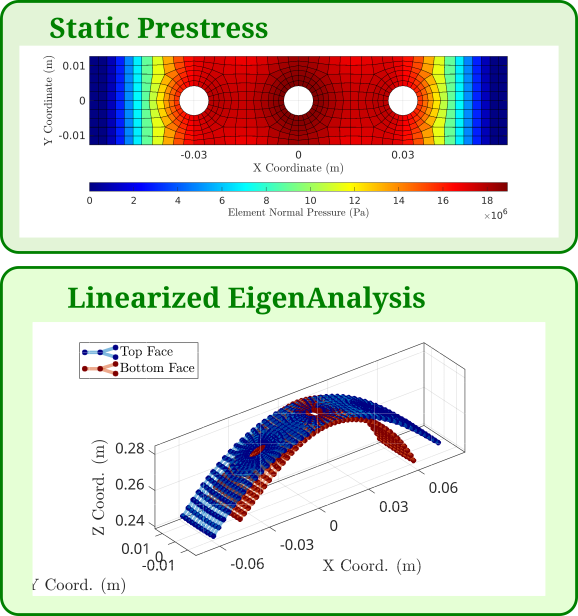 Static Prestress
Y Coordinate (m)
0.01
0
-0.01
-0.03
0
0.03
X Coordinate (m)
0 2 4 6 8 10 12 14 16 18
Element Normal Pressure (Pa)
×10⁶
Linearized EigenAnalysis
Top Face
Bottom Face
Z Coord. (m)
0.28
0.26
0.24
0.01
0
-0.01
Y Coord. (m)
-0.06
-0.03
0
0.03
0.06
X Coord. (m)